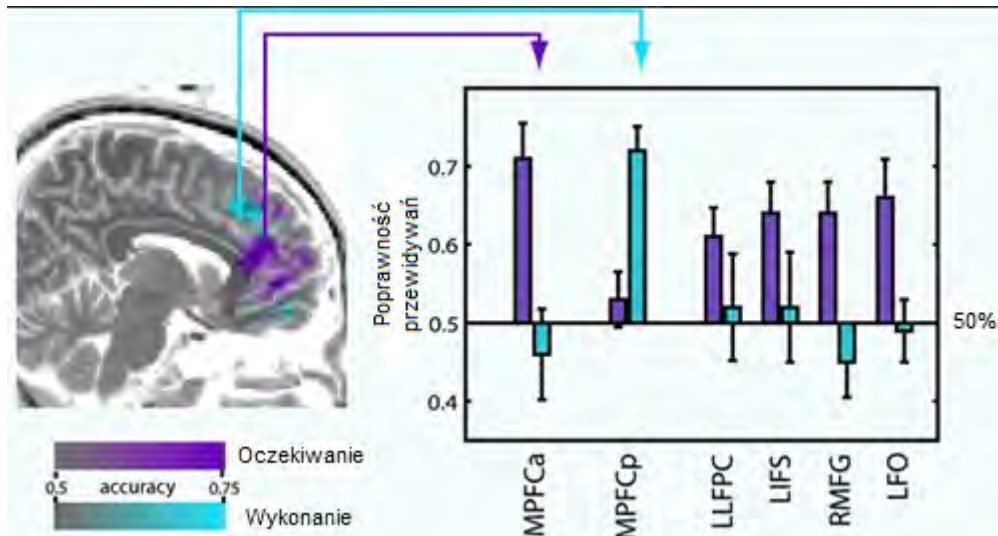 Poprawność
przewidywań
0.7
0.6
0.5
0.4
50%
MPFCa
MPFCp
LLFPC
LIFS
RMFG
LFO
Oczekiwanie
0.5 accuracy 0.75
Wykonanie